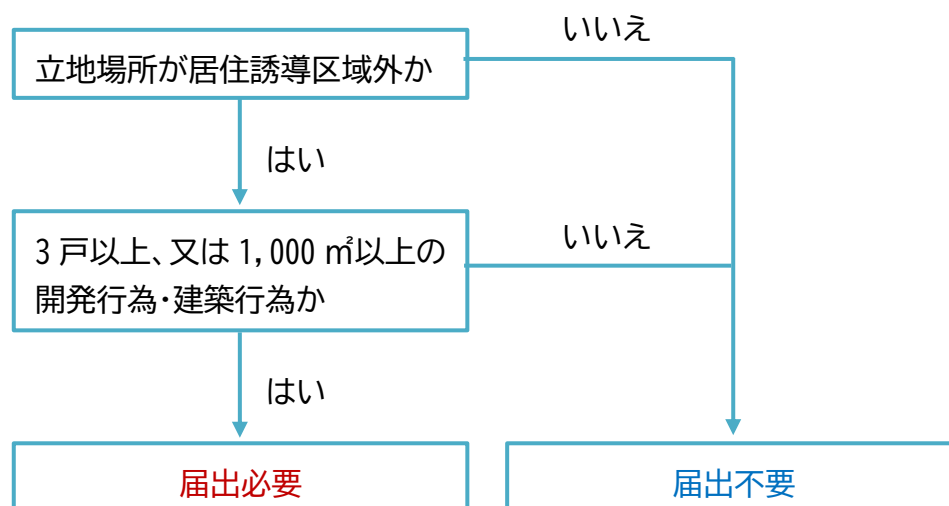 いいえ
立地場所が居住誘導区域外か
はい
3戸以上、又は1,000㎡以上の
開発行為・建築行為か
いいえ
はい
届出必要
届出不要